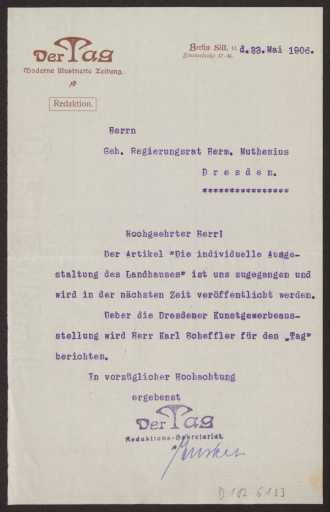 Der Tag
Moderne Illustrierte Zeitung.
Redaktion.
Berlin SW. d.23.Mai 1906.
Herrn
Geh. Regierungsrat Herm. Muthesius
Dresden.
Hochgeehrter Herr!
Der Artikel "Die individuelle Ausge-
staltung des Landhauses" ist uns zugegangen und
wird in der nächsten Zeit veröffentlicht werden.
Ueber die Dresdener Kunstgewerbeaus-
stellung wird Herr Karl Scheffler für den „Tag"
berichten.
In vorzüglicher Hochachtung
ergebenst
Der Tag
Redaktions-Sekretariat.
D 102 6133